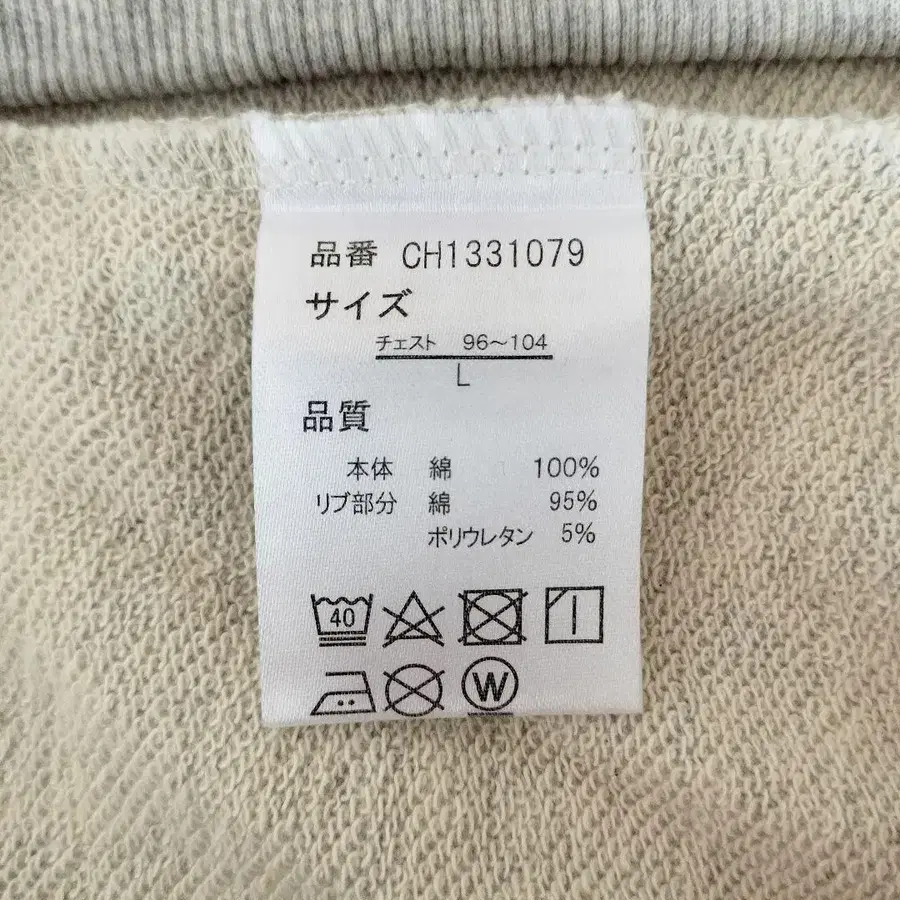 品番 CH1331079
サイズ
チェスト 96～104
L
品質
本体 綿 100%
リブ部分 綿 95%
ポリウレタン 5%
40
W